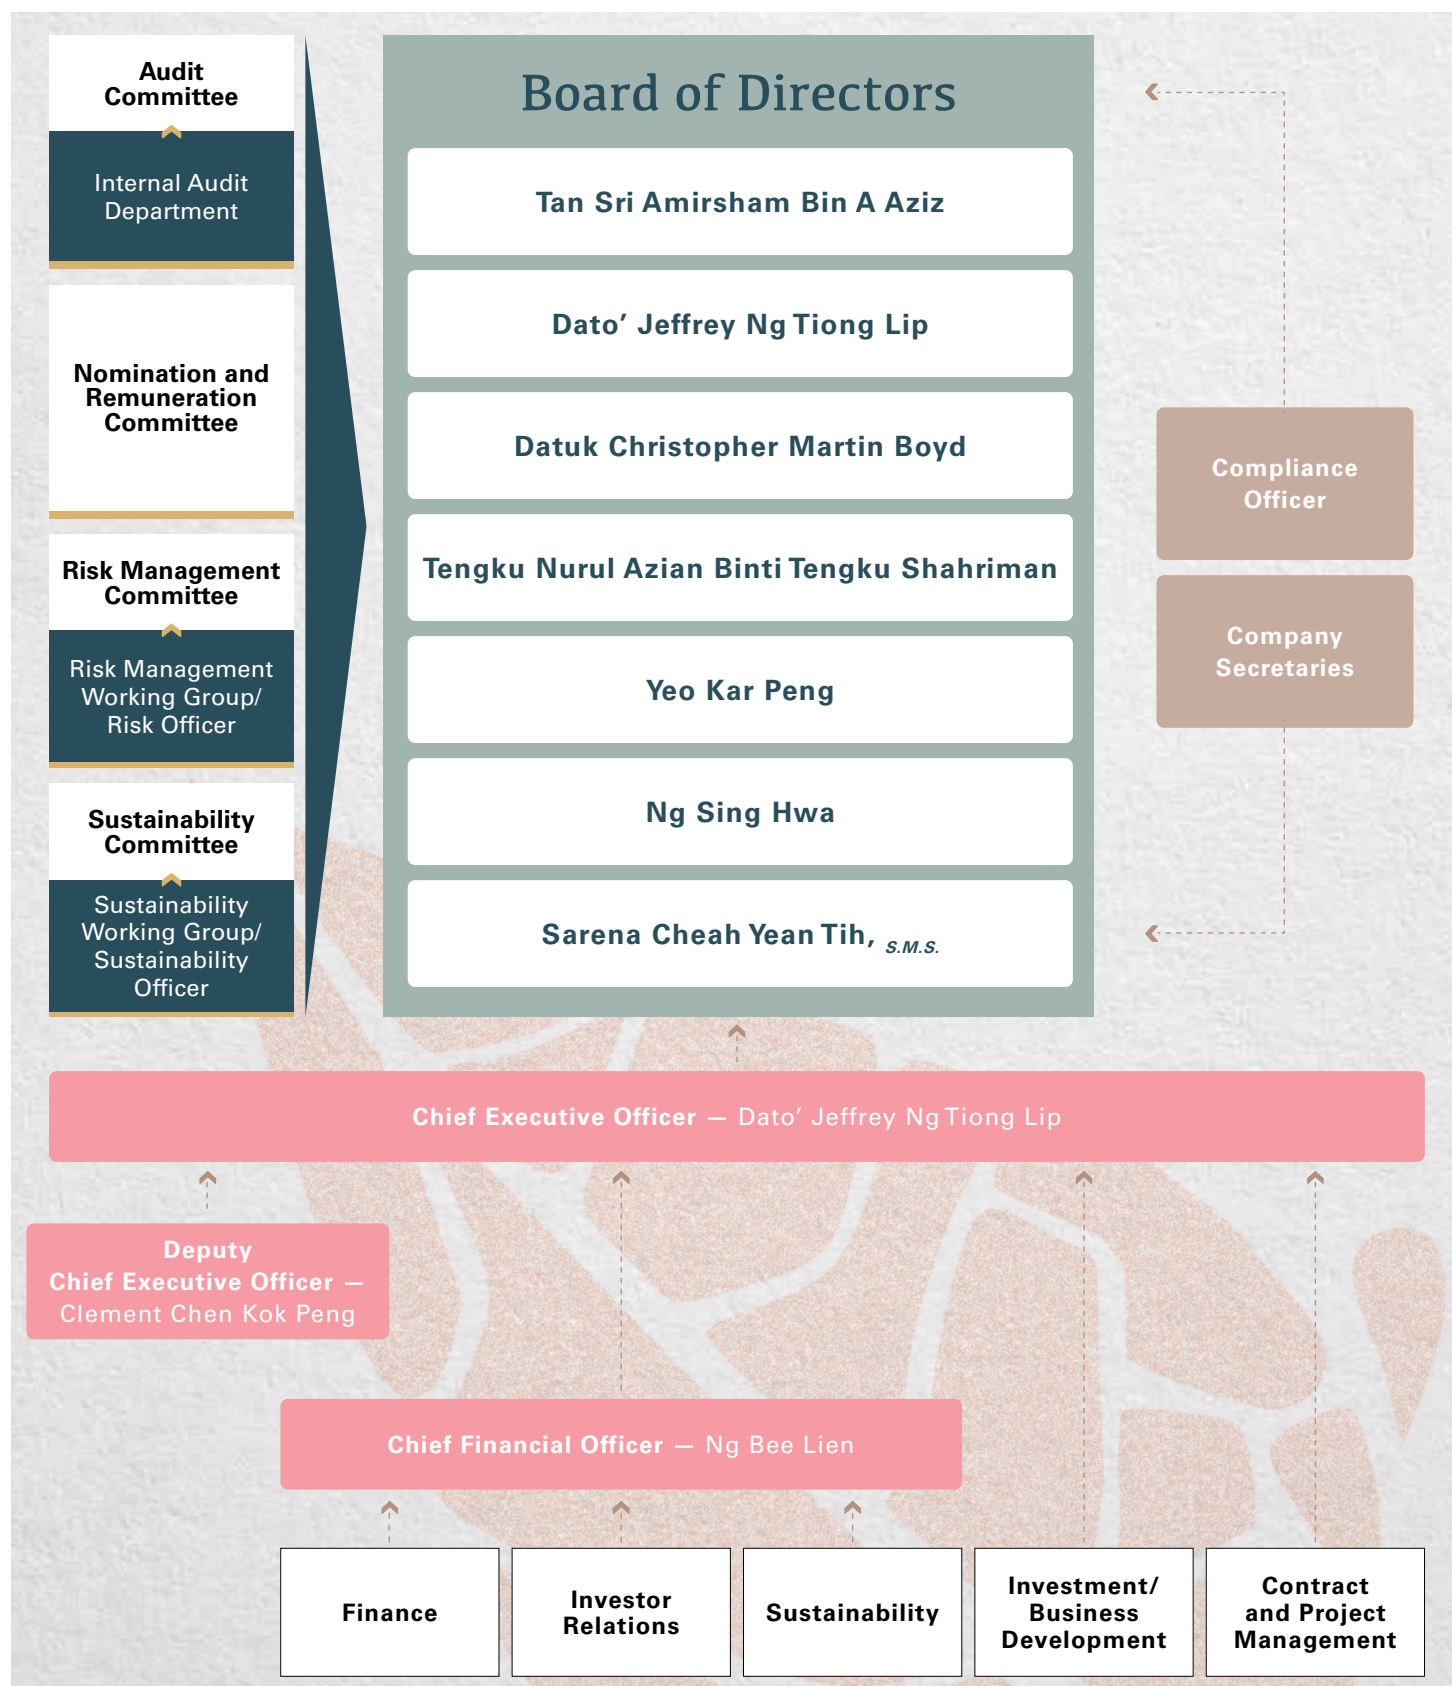 Audit
Committee
Internal Audit
Department
Nomination and
Remuneration
Committee
Risk Management
Committee
Risk Management
Working Group/
Risk Officer
Sustainability
Committee
Sustainability
Working Group/
Sustainability
Officer
Board of Directors
Tan Sri Amirsham Bin A Aziz
Dato’ Jeffrey Ng Tiong Lip
Datuk Christopher Martin Boyd
Tengku Nurul Azian Binti Tengku Shahriman
Yeo Kar Peng
Ng Sing Hwa
Sarena Cheah Yean Tih, S.M.S.
Compliance
Officer
Company
Secretaries
Chief Executive Officer — Dato’ Jeffrey Ng Tiong Lip
Deputy
Chief Executive Officer —
Clement Chen Kok Peng
Chief Financial Officer — Ng Bee Lien
Finance
Investor
Relations
Sustainability
Investment/
Business
Development
Contract
and Project
Management